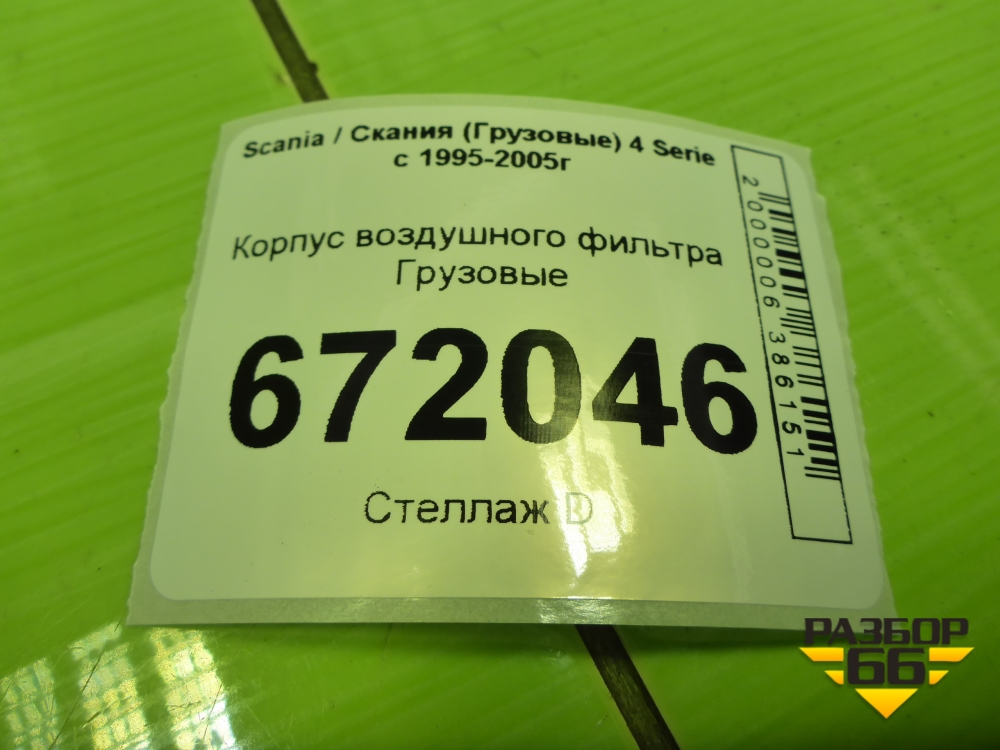 Scania / Скания (Грузовые) 4 Serie
с 1995-2005г
Корпус воздушного фильтра
Грузовые
672046
Стеллаж D
2000006386151
РАЗБОР
66